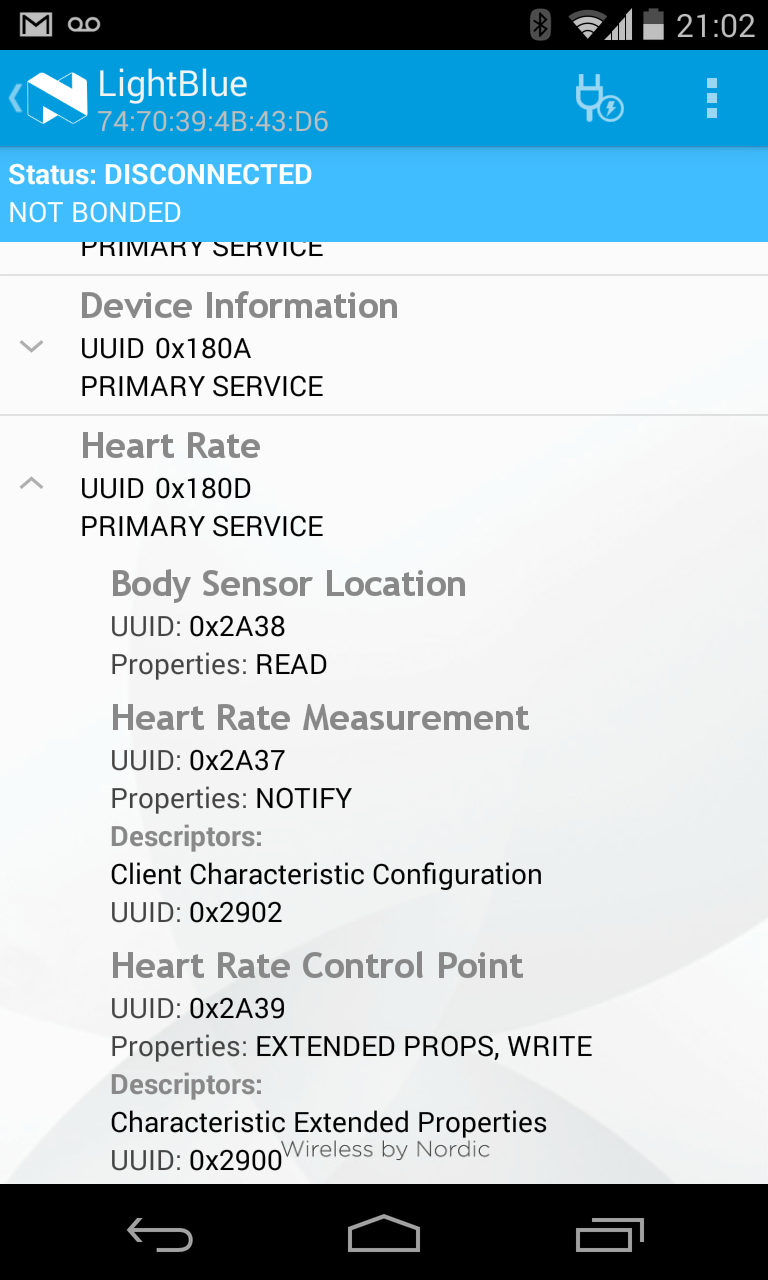 21:02
LightBlue
74:70:39:4B:43:D6
Status: DISCONNECTED
NOT BONDED
PRIMARY SERVICE
Device Information
UUID 0x180A
PRIMARY SERVICE
Heart Rate
UUID 0x180D
PRIMARY SERVICE
Body Sensor Location
UUID: 0x2A38
Properties: READ
Heart Rate Measurement
UUID: 0x2A37
Properties: NOTIFY
Descriptors:
Client Characteristic Configuration
UUID: 0x2902
Heart Rate Control Point
UUID: 0x2A39
Properties: EXTENDED PROPS, WRITE
Descriptors:
Characteristic Extended Properties
Wireless by Nordic
UUID: 0x2900